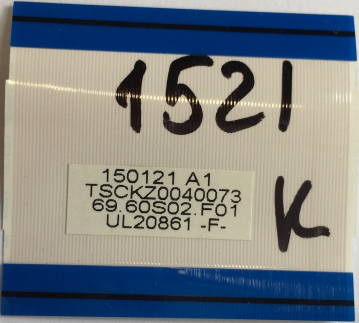 1521
150121 A1
TSCKZ0040073
69.60S02.F01
UL20861 -F-
K